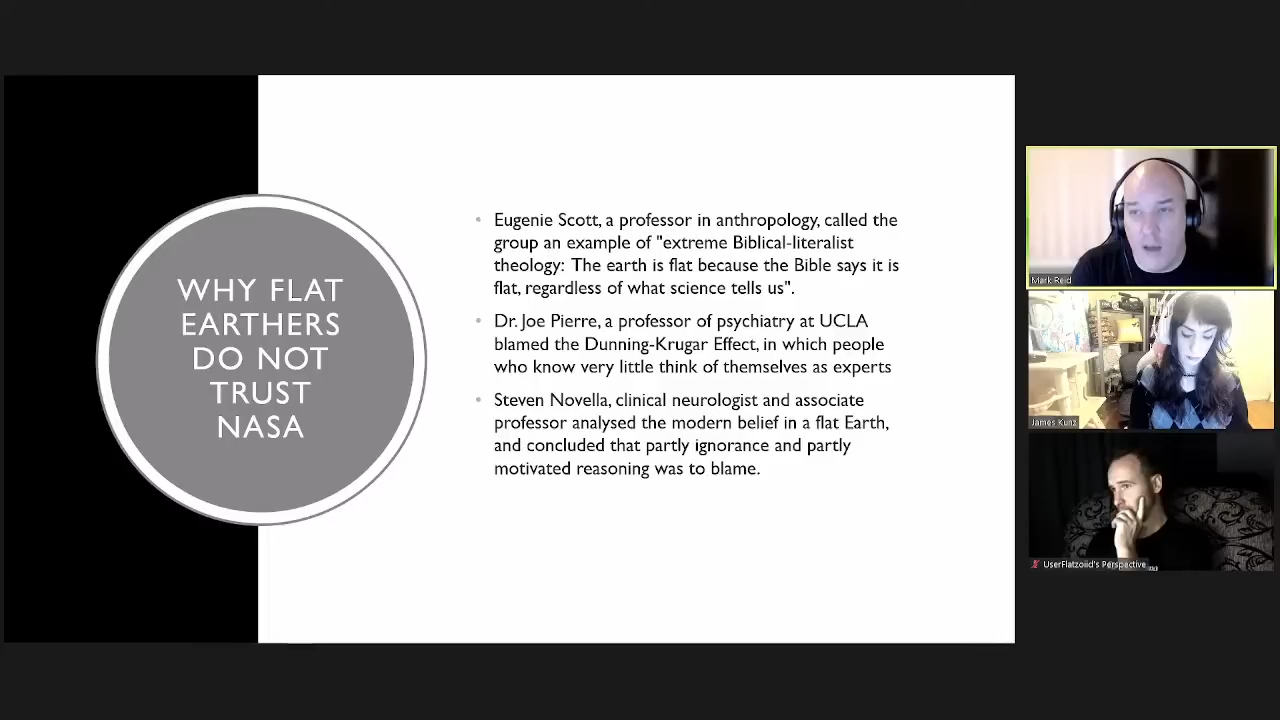 WHY FLAT
EARTHERS
DO NOT
TRUST
NASA
Eugenie Scott, a professor in anthropology, called the
group an example of "extreme Biblical-literalist
theology: The earth is flat because the Bible says it is
flat, regardless of what science tells us".
Dr. Joe Pierre, a professor of psychiatry at UCLA
blamed the Dunning-Krugar Effect, in which people
who know very little think of themselves as experts
Steven Novella, clinical neurologist and associate
professor analysed the modern belief in a flat Earth,
and concluded that partly ignorance and partly
motivated reasoning was to blame.
Mark Reid
James Kunz
UserFlatzoiid's Perspective